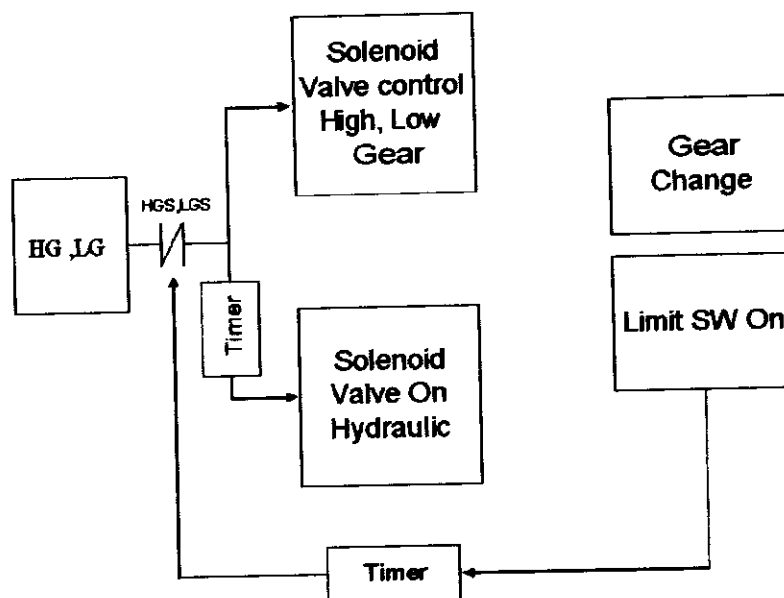 Solenoid
Valve control
High, Low
Gear
Gear
Change
HGS,LGS
HG ,LG
Timer
Limit SW On
Solenoid
Valve On
Hydraulic
Timer